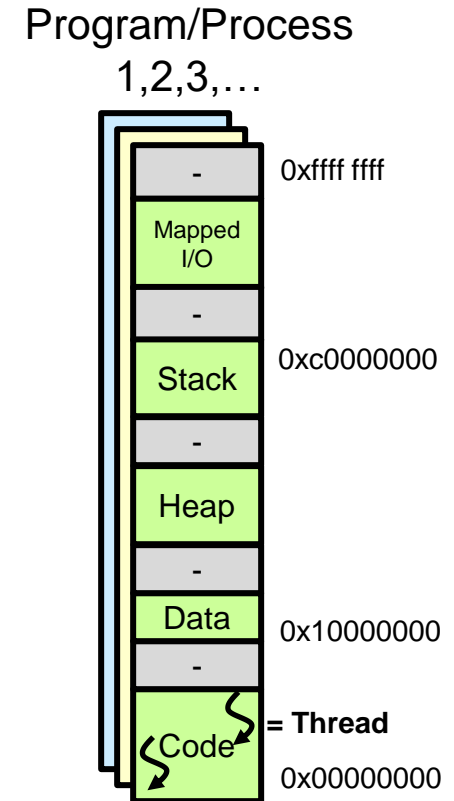 Program/Process
1,2,3,…
-
0xffff ffff
Mapped
I/O
-
Stack
0xc0000000
-
Heap
-
Data
0x10000000
-
= Thread
Code
0x00000000